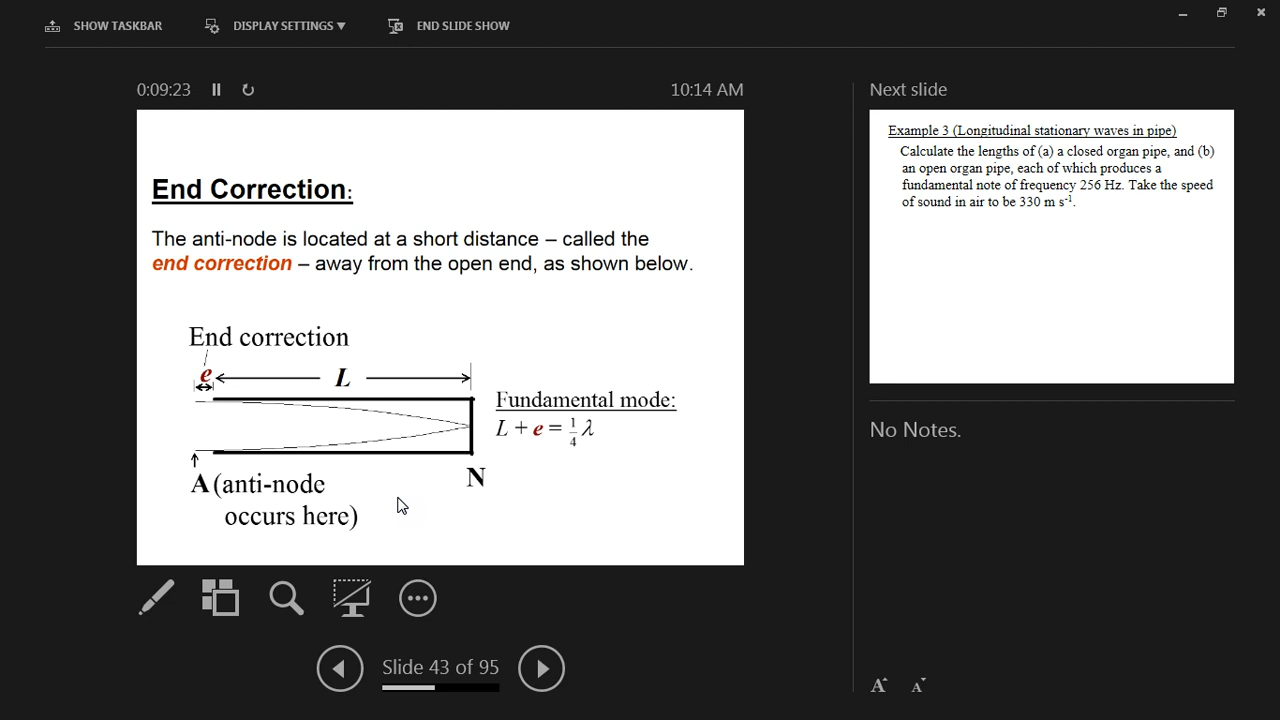 SHOW TASKBAR
DISPLAY SETTINGS ▼
END SLIDE SHOW
0:09:23
10:14 AM
End Correction:
The anti-node is located at a short distance – called the
end correction – away from the open end, as shown below.
End correction
e
L
Fundamental mode:
L + e = 1/4 λ
A (anti-node
occurs here)
N
Slide 43 of 95
Next slide
Example 3 (Longitudinal stationary waves in pipe)
Calculate the lengths of (a) a closed organ pipe, and (b)
an open organ pipe, each of which produces a
fundamental note of frequency 256 Hz. Take the speed
of sound in air to be 330 m s⁻¹.
No Notes.
A A